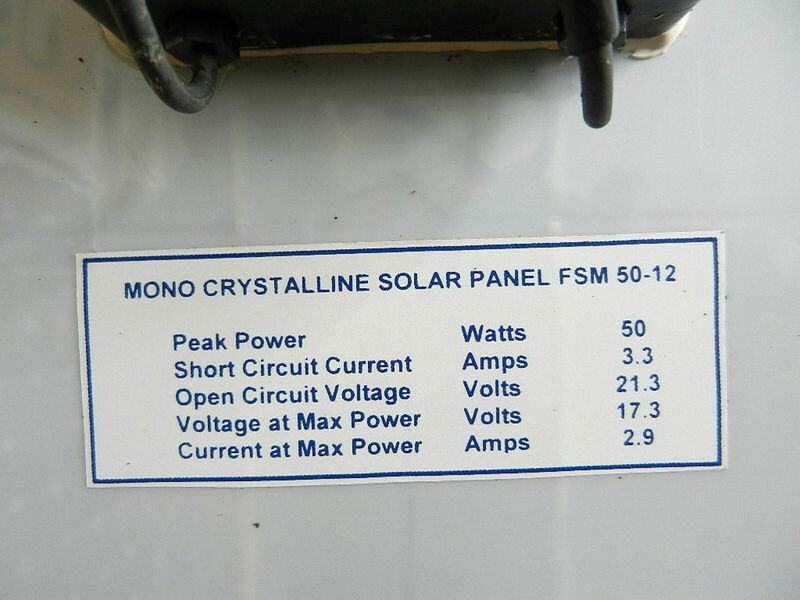 MONO CRYSTALLINE SOLAR PANEL FSM 50-12
Peak Power Watts 50
Short Circuit Current Amps 3.3
Open Circuit Voltage Volts 21.3
Voltage at Max Power Volts 17.3
Current at Max Power Amps 2.9